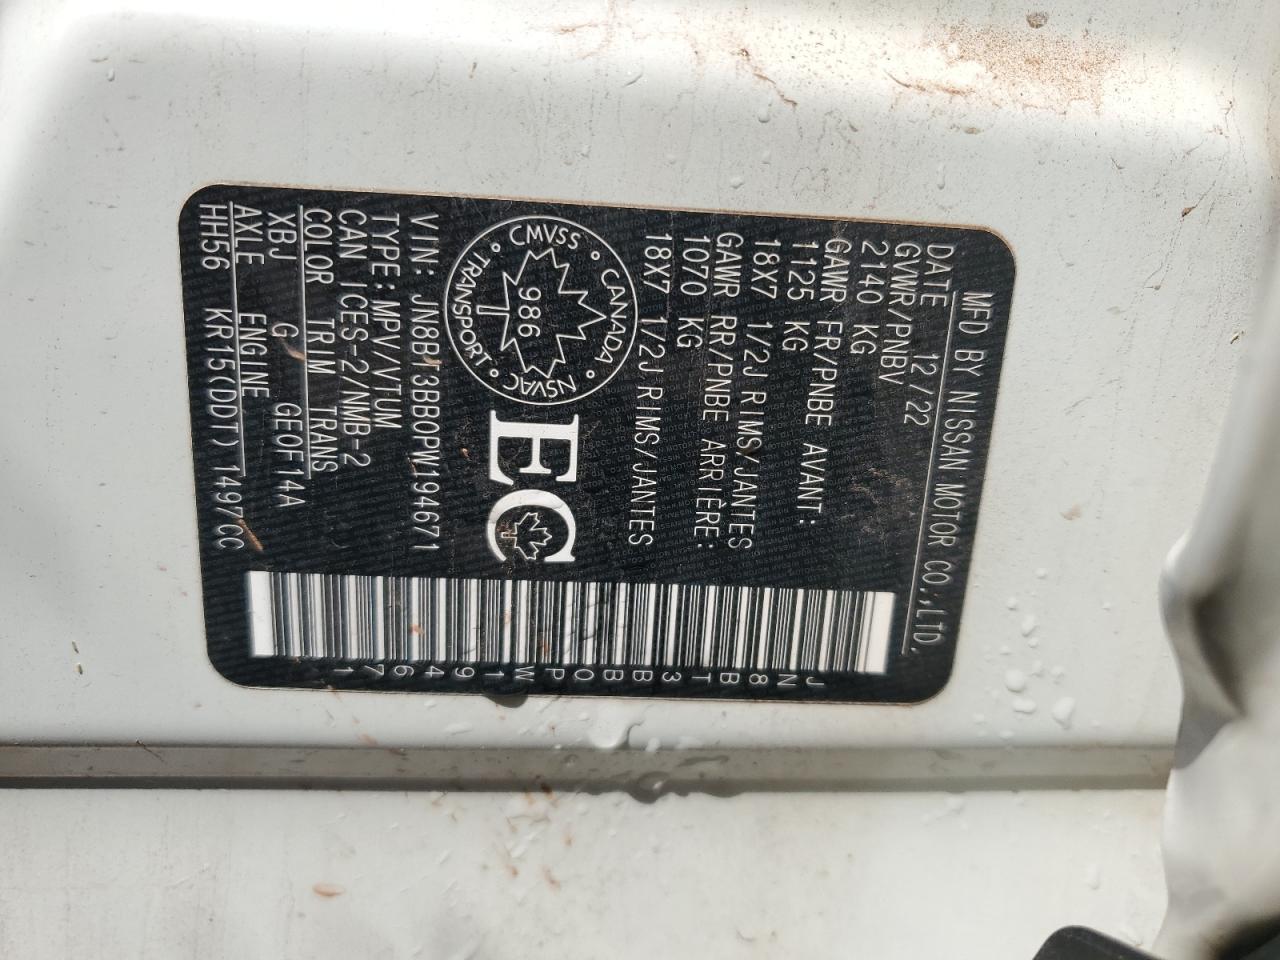 MFD BY NISSAN MOTOR CO.,LTD.
DATE 12/22
GVWR/PNBV
2140 KG
GAWR FR/PNBE AVANT:
1125 KG
18X7 1/2J RIMS/JANTES
GAWR RR/PNBE ARRIÈRE:
1070 KG
18X7 1/2J RIMS/JANTES
CMVSS • CANADA • NSVAC • TRANSPORT •
986
EC
VIN: JN8BT3BB0PW194671
TYPE:MPV/VTUM
CAN ICES-2/NMB-2
COLOR TRIM TRANS
XBJ G GE0F14A
AXLE ENGINE
HH56 KR15(DDT)1497CC
JN8BT3BB0PW194671